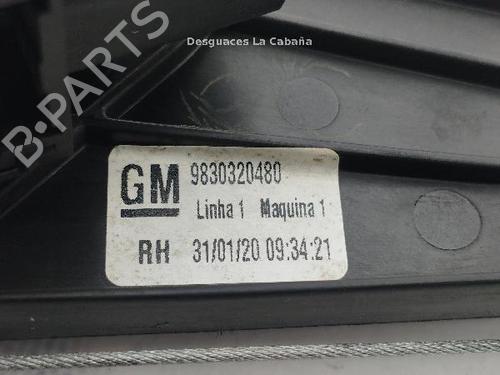 Desguaces La Cabaña
B-PARTS
GM 9830320480
Linha 1 Maquina 1
RH 31/01/20 09:34:21